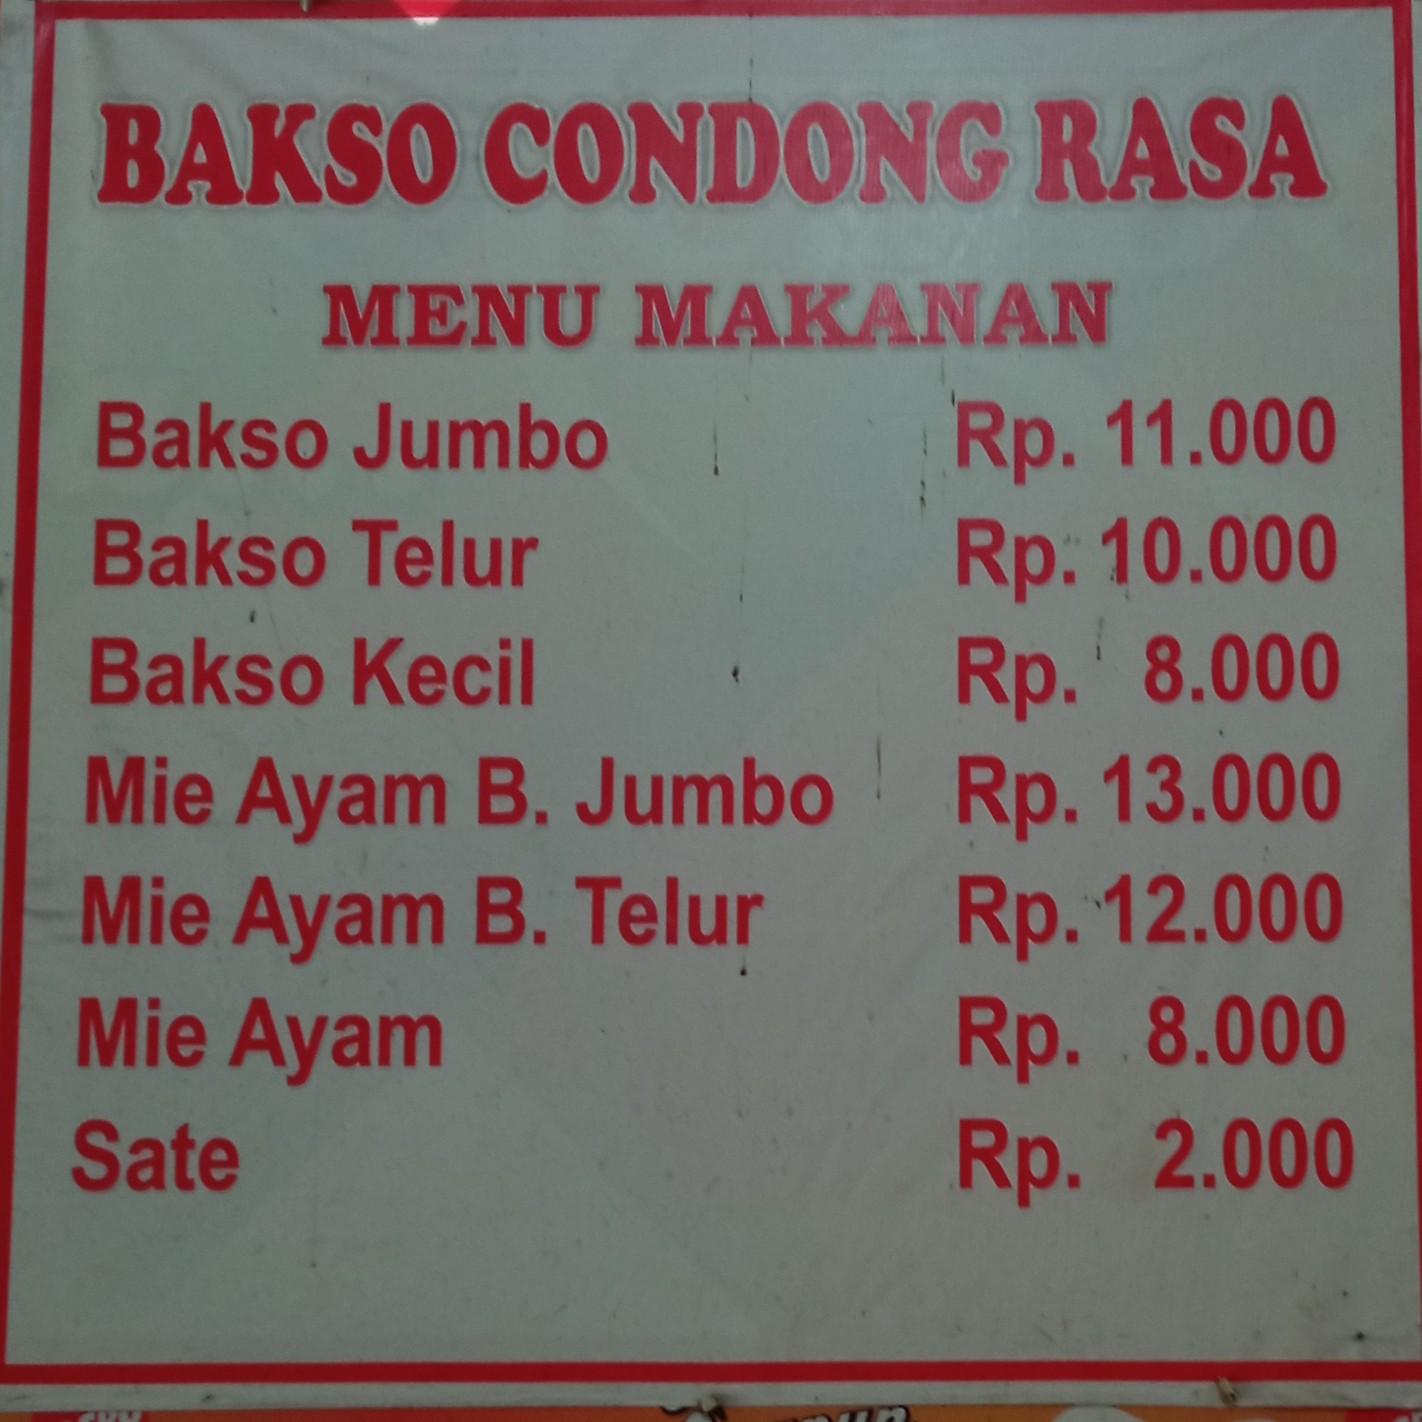 BAKSO CONDONG RASA
MENU MAKANAN
Bakso Jumbo Rp. 11.000
Bakso Telur Rp. 10.000
Bakso Kecil Rp. 8.000
Mie Ayam B. Jumbo Rp. 13.000
Mie Ayam B. Telur Rp. 12.000
Mie Ayam Rp. 8.000
Sate Rp. 2.000